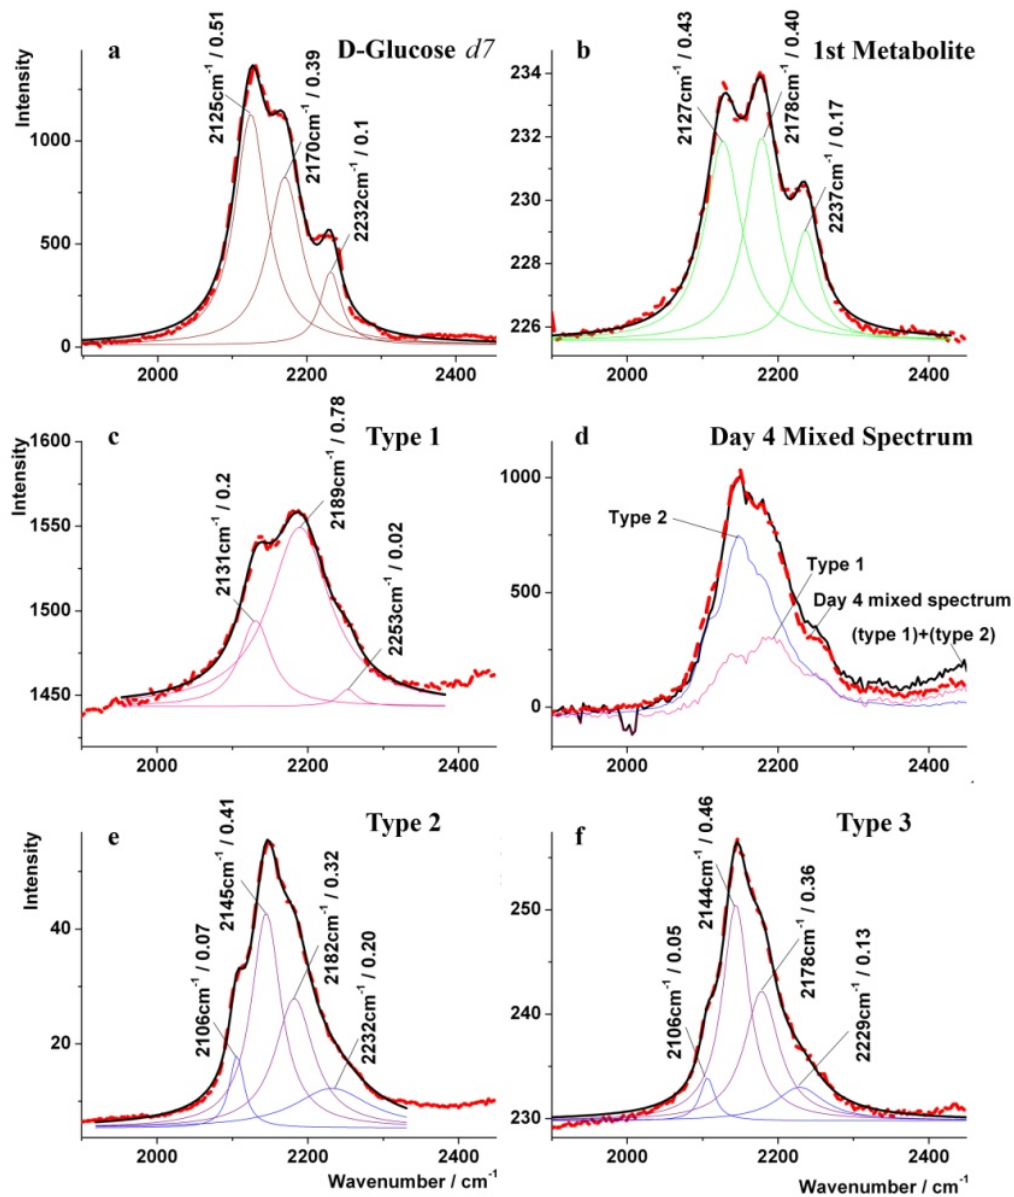 a
D-Glucose d7
2125cm⁻¹ / 0.51
2170cm⁻¹ / 0.39
2232cm⁻¹ / 0.1
Intensity
1000
500
0
2000 2200 2400
b
1st Metabolite
2127cm⁻¹ / 0.43
2178cm⁻¹ / 0.40
2237cm⁻¹ / 0.17
234
232
230
228
226
2000 2200 2400
c
Type 1
2131cm⁻¹ / 0.2
2189cm⁻¹ / 0.78
2253cm⁻¹ / 0.02
Intensity
1600
1550
1500
1450
2000 2200 2400
d
Day 4 Mixed Spectrum
Type 2
Type 1
Day 4 mixed spectrum
(type 1)+(type 2)
1000
500
0
2000 2200 2400
e
Type 2
2106cm⁻¹ / 0.07
2145cm⁻¹ / 0.41
2182cm⁻¹ / 0.32
2232cm⁻¹ / 0.20
Intensity
40
20
2000 2200 2400
Wavenumber / cm⁻¹
f
Type 3
2106cm⁻¹ / 0.05
2144cm⁻¹ / 0.46
2178cm⁻¹ / 0.36
2229cm⁻¹ / 0.13
250
240
230
2000 2200 2400
Wavenumber / cm⁻¹